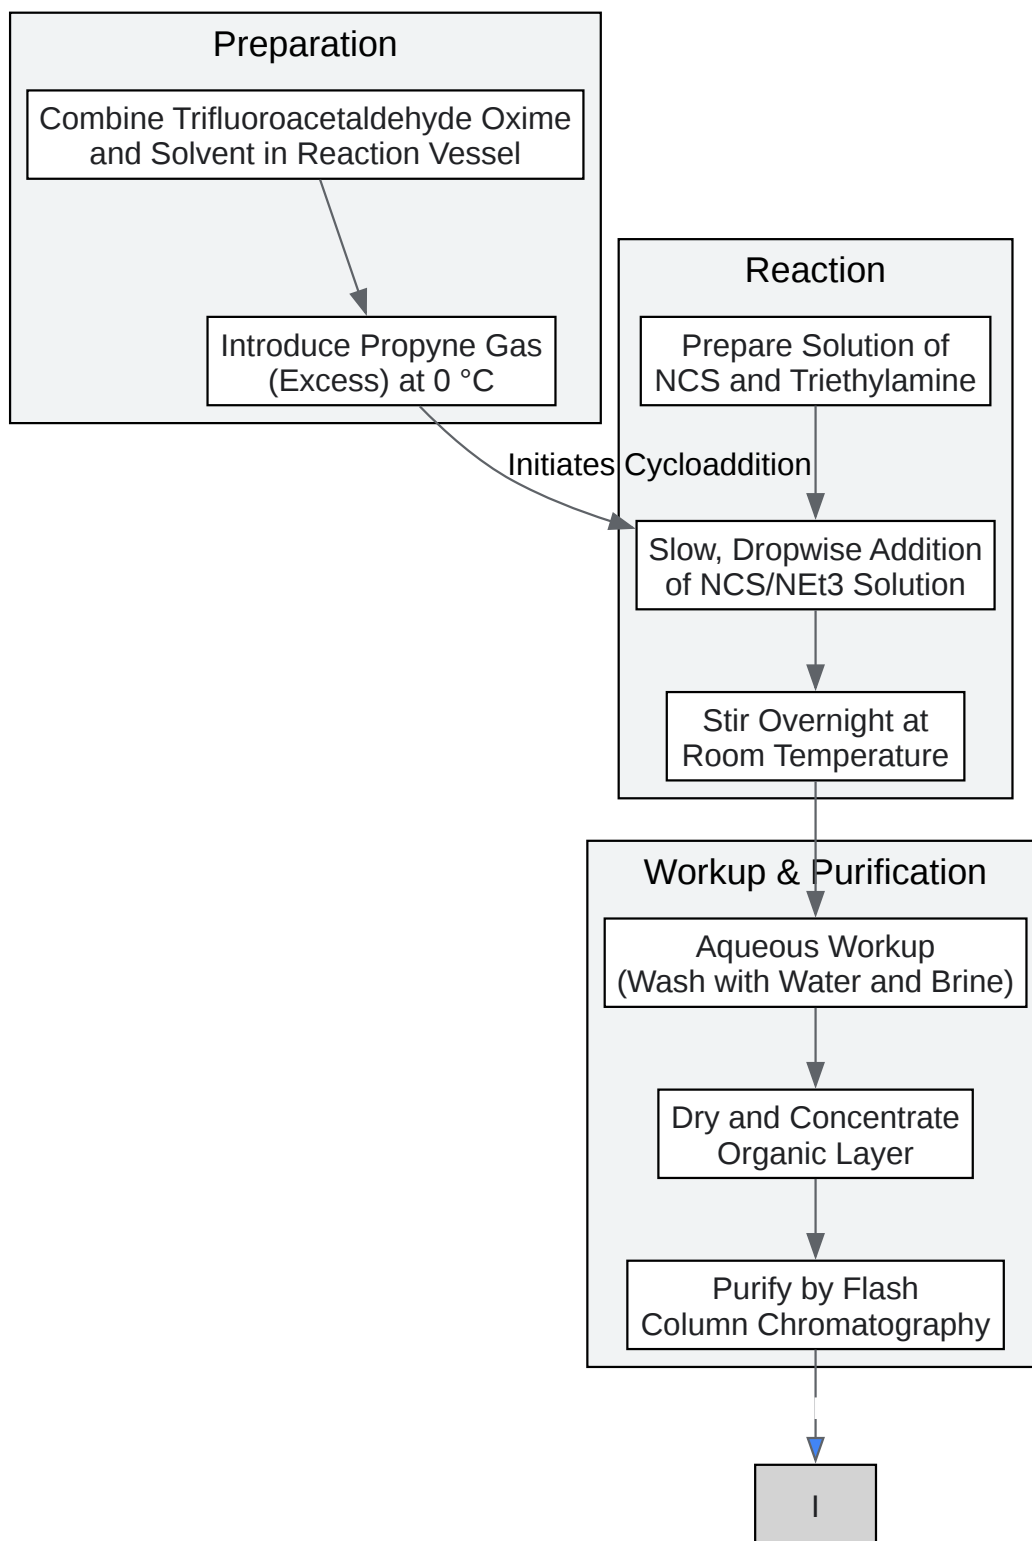 Preparation
Combine Trifluoroacetaldehyde Oxime
and Solvent in Reaction Vessel
Introduce Propyne Gas
(Excess) at 0 °C
Reaction
Prepare Solution of
NCS and Triethylamine
Initiates Cycloaddition
Slow, Dropwise Addition
of NCS/NEt3 Solution
Stir Overnight at
Room Temperature
Workup & Purification
Aqueous Workup
(Wash with Water and Brine)
Dry and Concentrate
Organic Layer
Purify by Flash
Column Chromatography
I